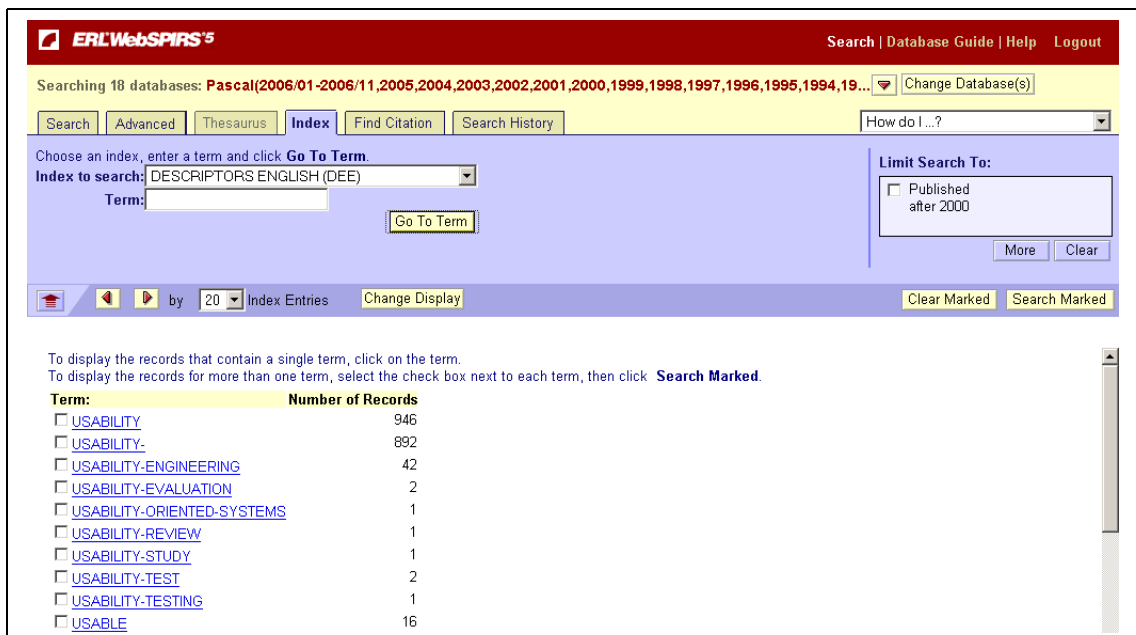 ERL®WebSPIRS®5
Search | Database Guide | Help Logout
Searching 18 databases: Pascal(2006/01-2006/11,2005,2004,2003,2002,2001,2000,1999,1998,1997,1996,1995,1994,19... Change Database(s)
Search Advanced Thesaurus Index Find Citation Search History How do I ...?
Choose an index, enter a term and click Go To Term.
Index to search: DESCRIPTORS ENGLISH (DEE)
Term:
Go To Term
Limit Search To:
Published
after 2000
More Clear
by 20 Index Entries Change Display Clear Marked Search Marked
To display the records that contain a single term, click on the term.
To display the records for more than one term, select the check box next to each term, then click Search Marked.
Term: Number of Records
USABILITY 946
USABILITY- 892
USABILITY-ENGINEERING 42
USABILITY-EVALUATION 2
USABILITY-ORIENTED-SYSTEMS 1
USABILITY-REVIEW 1
USABILITY-STUDY 1
USABILITY-TEST 2
USABILITY-TESTING 1
USABLE 16